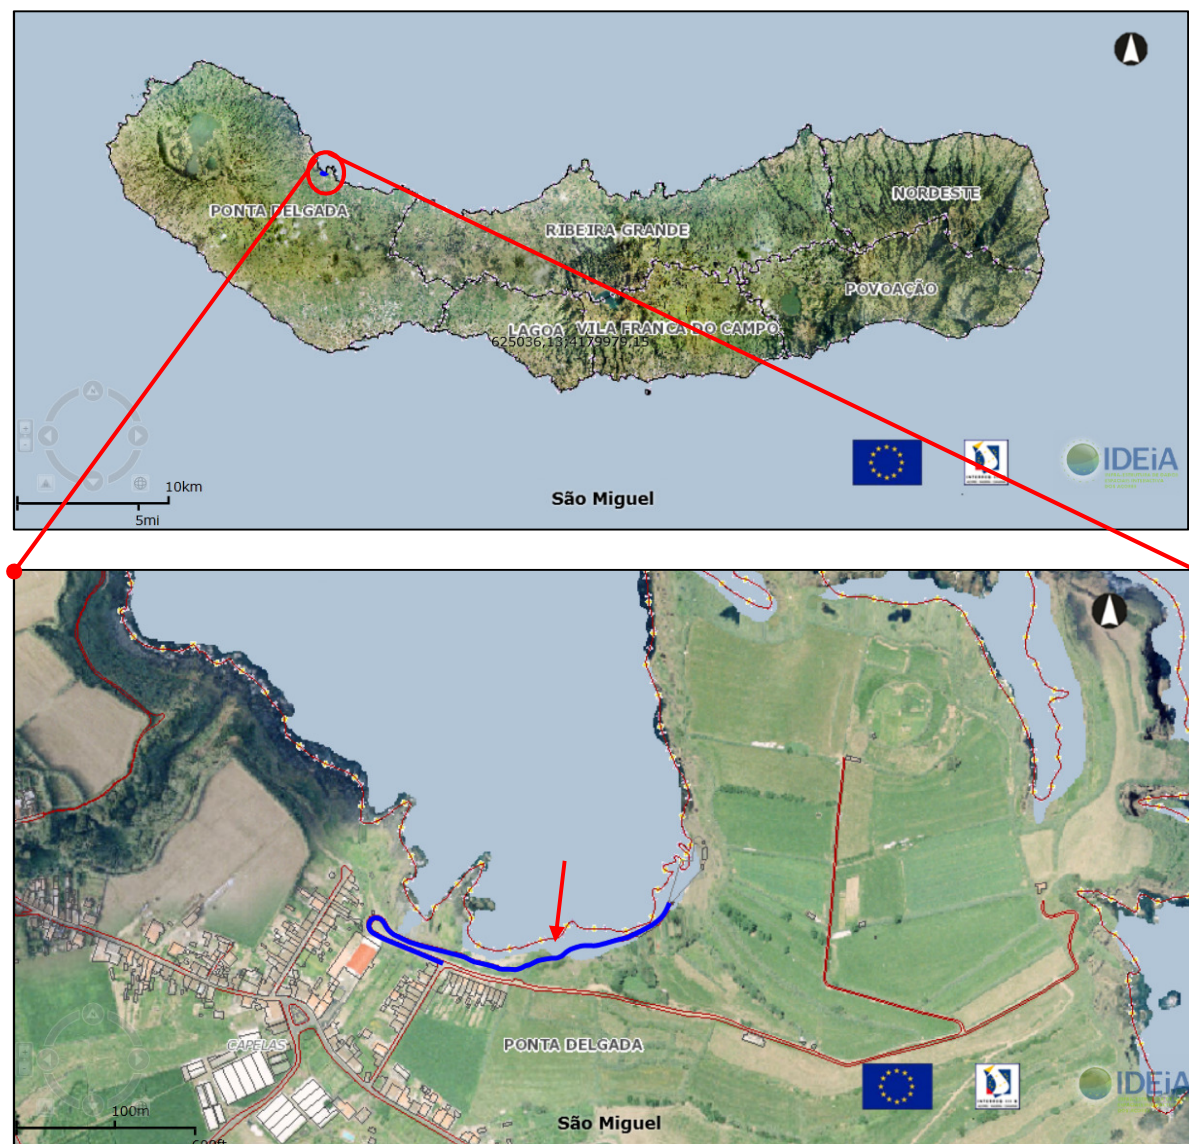 NORDESTE
PONTA DELGADA
RIBEIRA GRANDE
POVOAÇÃO
LAGOA VILA FRANCA DO CAMPO
625036,13;4179979,15
IDEiA
10km
São Miguel
5mi
CAPELAS
PONTA DELGADA
IDEiA
100m
São Miguel
600ft